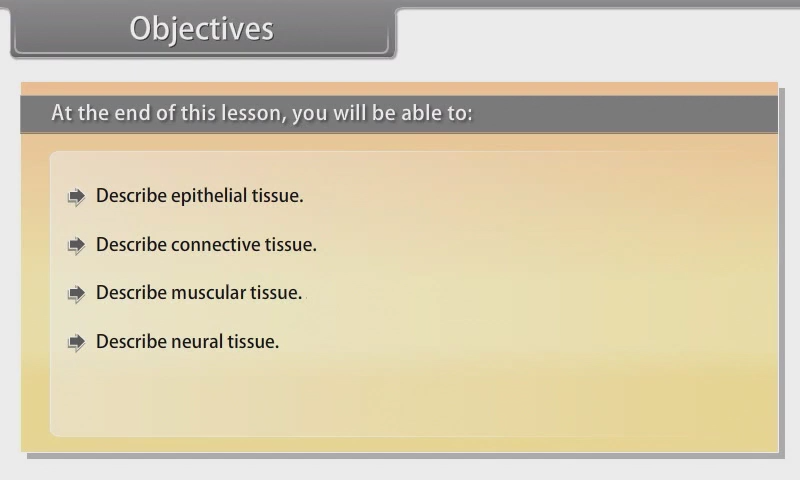 Objectives
At the end of this lesson, you will be able to:
Describe epithelial tissue.
Describe connective tissue.
Describe muscular tissue.
Describe neural tissue.